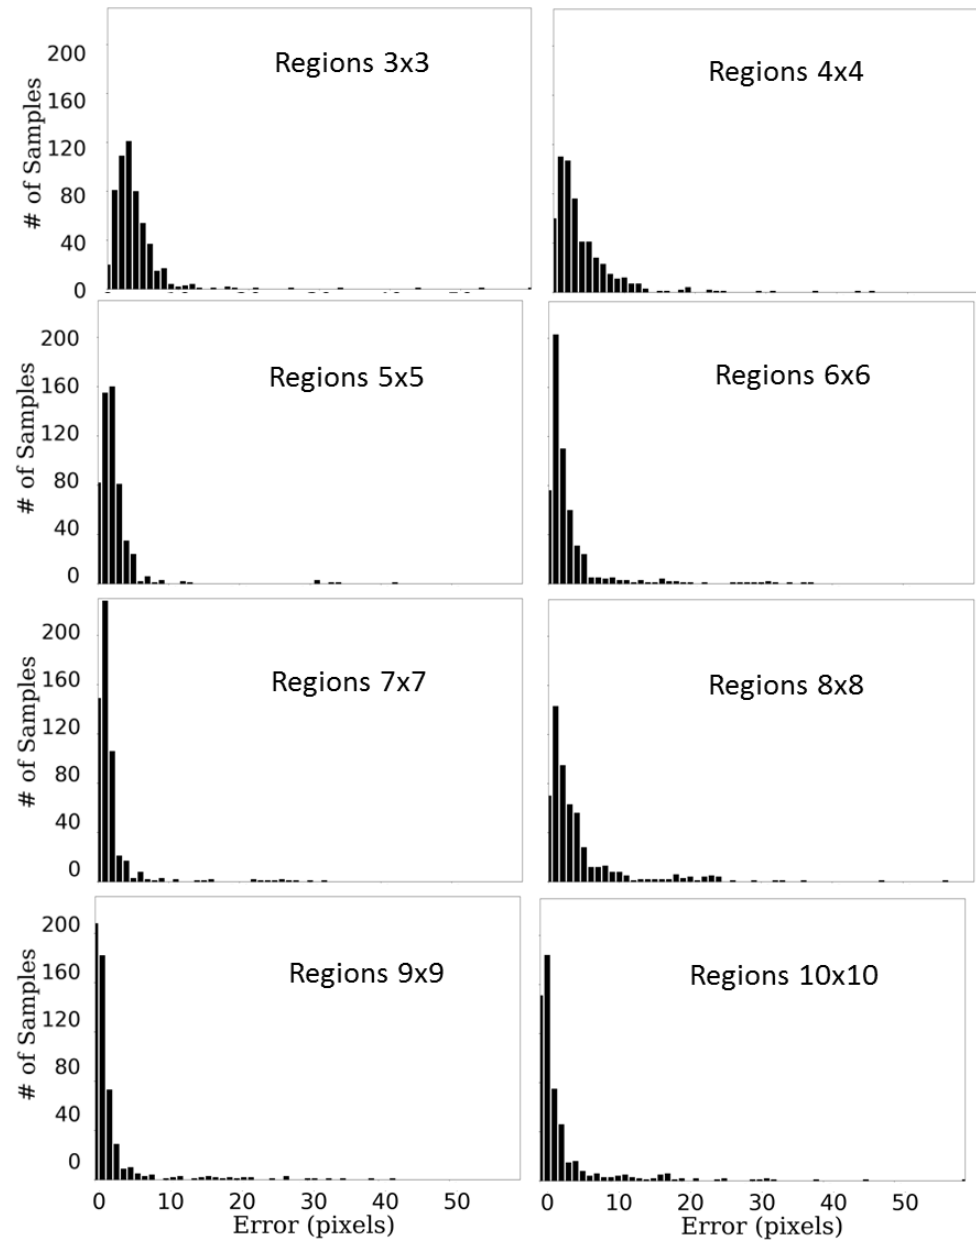 Regions 3x3
Regions 4x4
# of Samples
200
160
120
80
40
0
Regions 5x5
Regions 6x6
# of Samples
200
160
120
80
40
0
Regions 7x7
Regions 8x8
# of Samples
200
160
120
80
40
0
Regions 9x9
Regions 10x10
# of Samples
200
160
120
80
40
0
0 10 20 30 40 50
0 10 20 30 40 50
Error (pixels)
Error (pixels)